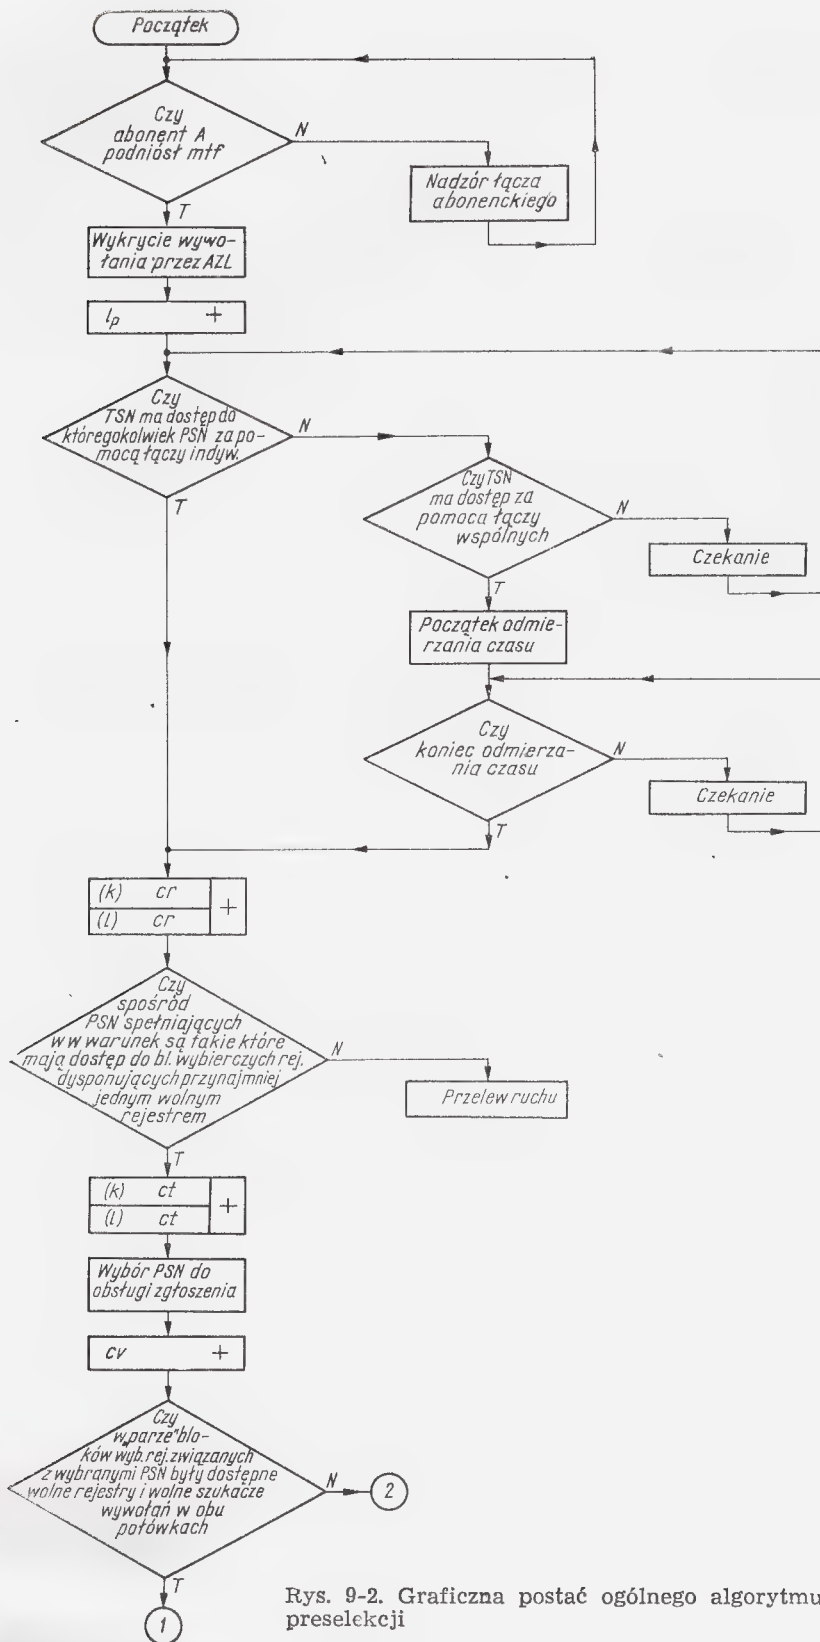 Początek
Czy
abonent A
podniósł mtf
N
T
Nadzór łącza
abonenckiego
Wykrycie wywo-
łania przez AZL
lp +
Czy
TSN ma dostęp do
któregokolwiek PSN za po-
mocą łączy indyw.
N
T
Czy TSN
ma dostęp za
pomoca łączy
wspólnych
N
T
Czekanie
Początek odmie-
rzania czasu
Czy
koniec odmierza-
nia czasu
N
T
Czekanie
(k) cr
(l) cr
+
Czy
spośród
PSN spełniających
w w warunek są takie które
mają dostęp do bl. wybierczych rej.
dysponujących przynajmniej
jednym wolnym
rejestrem
N
T
Przelew ruchu
(k) ct
(l) ct
+
Wybór PSN do
obsługi zgłoszenia
cv +
Czy
w „parze" blo-
ków wyb. rej. związanych
z wybranymi PSN były dostępne
wolne rejestry i wolne szukacze
wywołań w obu
połówkach
N
2
T
1
Rys. 9-2. Graficzna postać ogólnego algorytmu
preselekcji